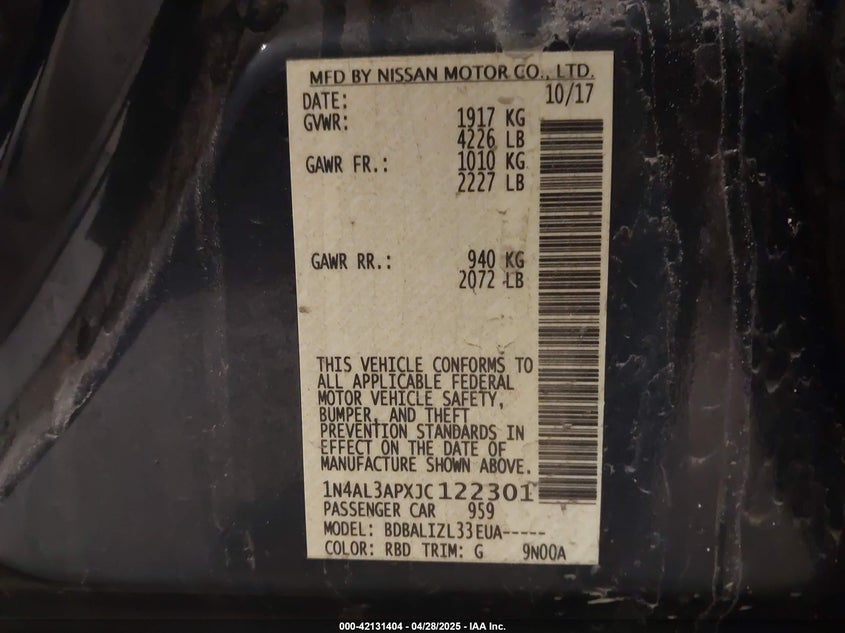 MFD BY NISSAN MOTOR CO., LTD.
DATE: 10/17
GVWR: 1917 KG
4226 LB
GAWR FR.: 1010 KG
2227 LB
GAWR RR.: 940 KG
2072 LB
THIS VEHICLE CONFORMS TO
ALL APPLICABLE FEDERAL
MOTOR VEHICLE SAFETY,
BUMPER, AND THEFT
PREVENTION STANDARDS IN
EFFECT ON THE DATE OF
MANUFACTURE SHOWN ABOVE.
1N4AL3APXJC122301
PASSENGER CAR 959
MODEL: BDBALIZL33EUA-----
COLOR: RBD TRIM: G 9N00A
000-42131404 - 04/28/2025 - IAA Inc.